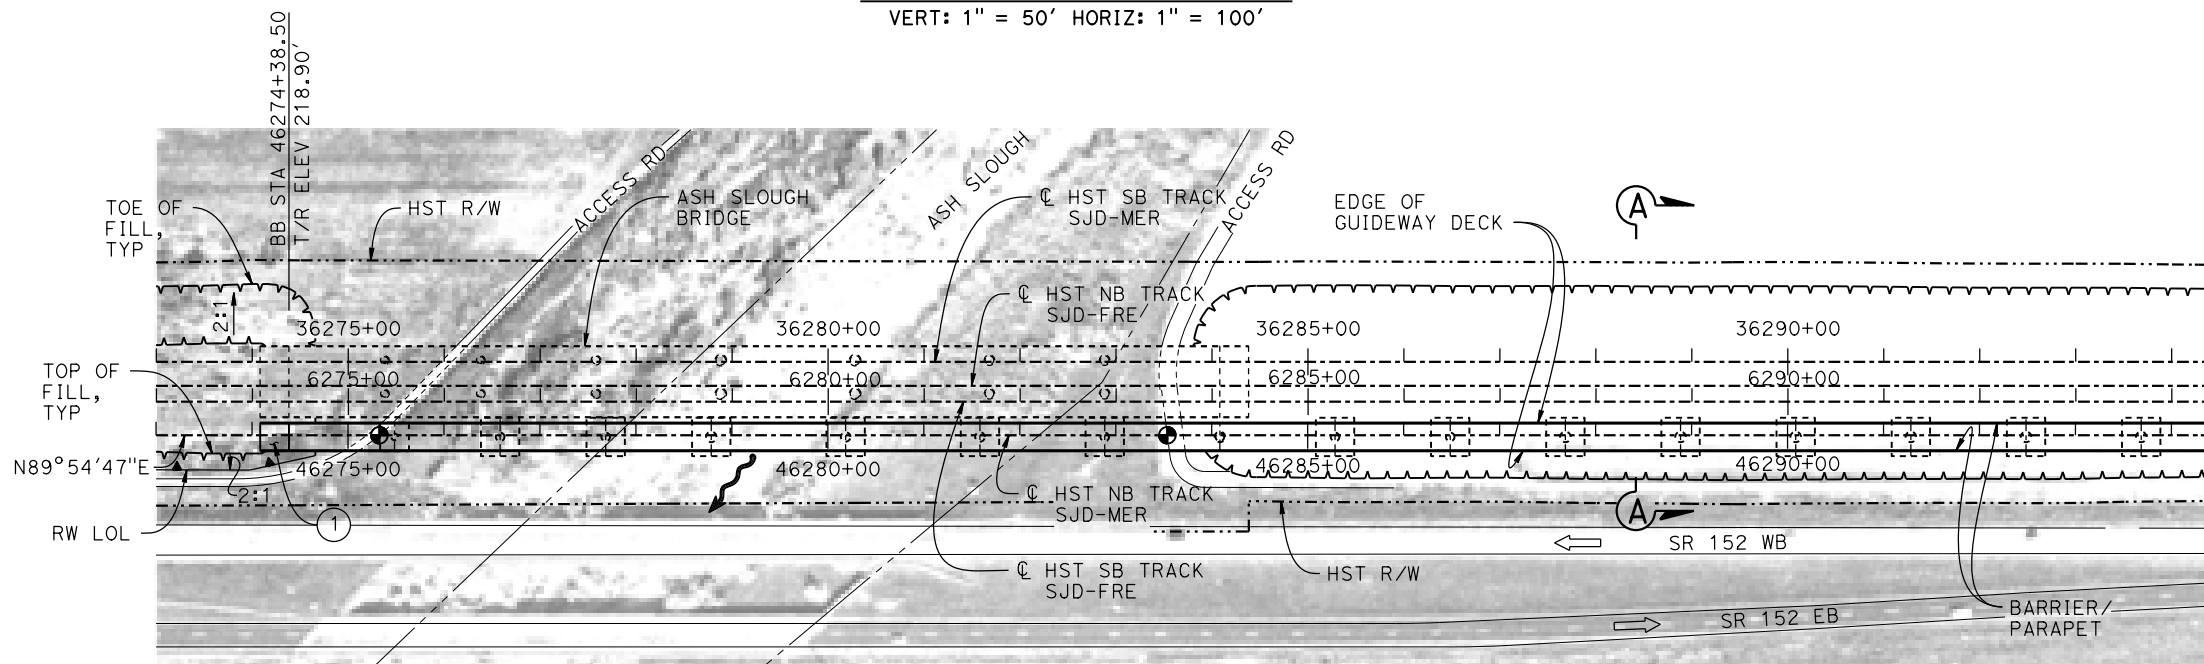 VERT: 1" = 50' HORIZ: 1" = 100'
BB STA 46274+38.50
T/R ELEV 218.90'
TOE OF
FILL,
TYP
HST R/W
ACCESS RD
ASH SLOUGH
BRIDGE
ASH SLOUGH
℄ HST SB TRACK
SJD-MER
ACCESS RD
EDGE OF
GUIDEWAY DECK
A
2:1
℄ HST NB TRACK
SJD-FRE
36275+00
36280+00
36285+00
36290+00
TOP OF
FILL,
TYP
6275+00
6280+00
6285+00
6290+00
N89°54'47"E
46275+00
46280+00
46285+00
46290+00
2:1
℄ HST NB TRACK
SJD-MER
RW LOL
1
A
SR 152 WB
℄ HST SB TRACK
SJD-FRE
HST R/W
SR 152 EB
BARRIER/
PARAPET